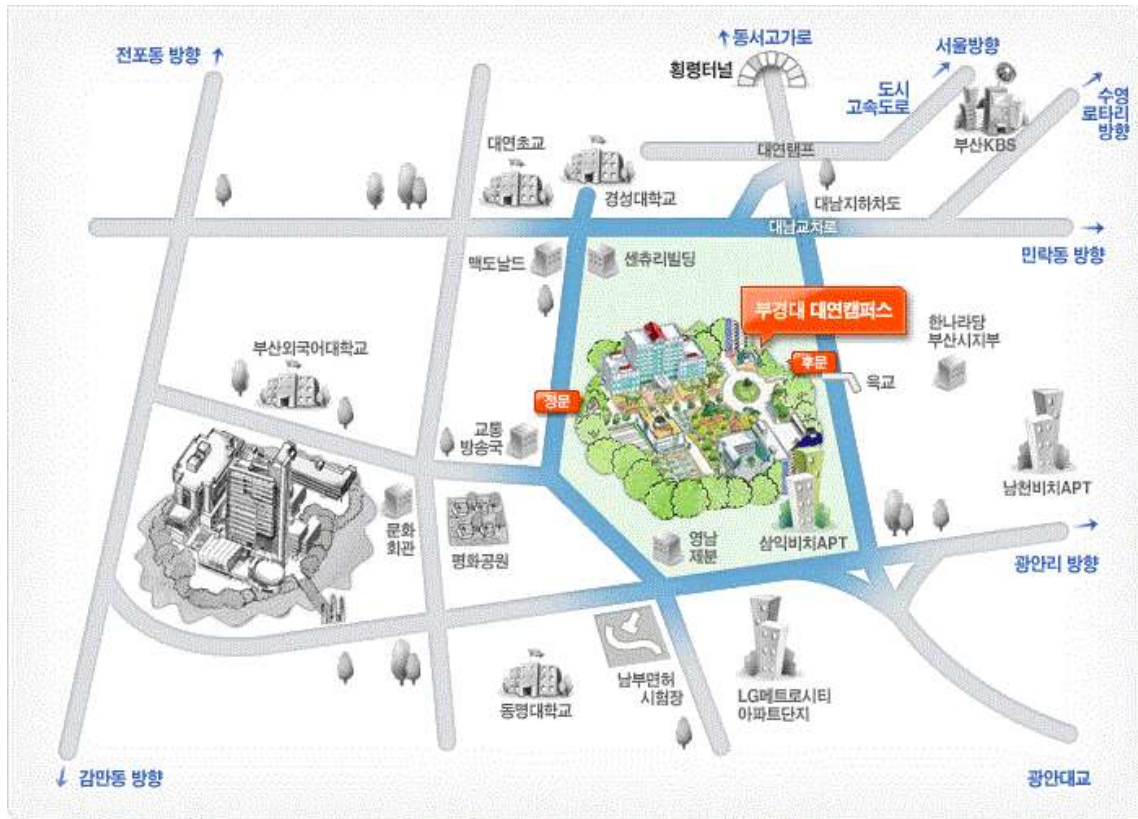 전포동 방향 ↑
↑ 동서고가로
횡령터널
서울방향
도시
고속도로
수영
로타리
방향
부산KBS
대연램프
대연초교
경성대학교
대남지하차도
대남교차로
민락동 방향
맥도날드
센츄리빌딩
부경대 대연캠퍼스
한나라당
부산시지부
부산외국어대학교
후문
육교
정문
교통
방송국
남천비치APT
문화
회관
평화공원
영남
제분
삼익비치APT
광안리 방향
남부면허
시험장
동명대학교
LG메트로시티
아파트단지
↓ 감만동 방향
광안대교